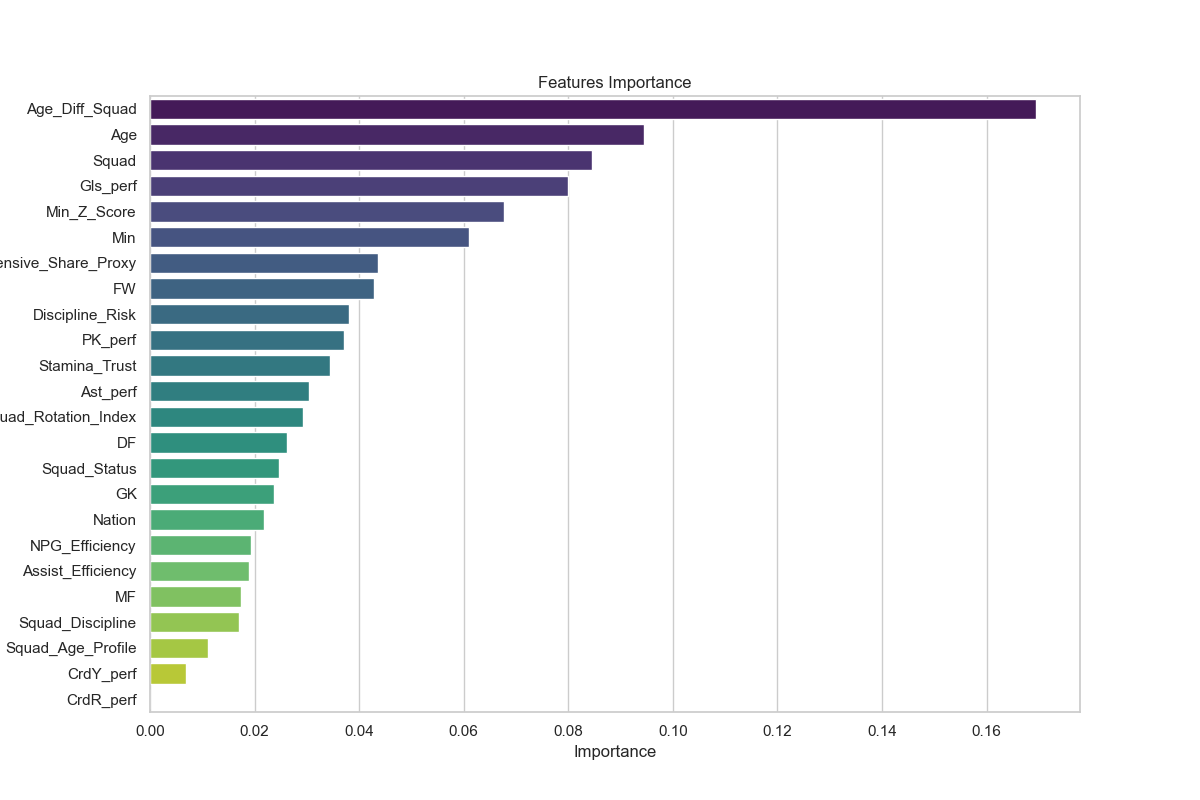 Features Importance
Age_Diff_Squad
Age
Squad
Gls_perf
Min_Z_Score
Min
ensive_Share_Proxy
FW
Discipline_Risk
PK_perf
Stamina_Trust
Ast_perf
uad_Rotation_Index
DF
Squad_Status
GK
Nation
NPG_Efficiency
Assist_Efficiency
MF
Squad_Discipline
Squad_Age_Profile
CrdY_perf
CrdR_perf
0.00 0.02 0.04 0.06 0.08 0.10 0.12 0.14 0.16
Importance